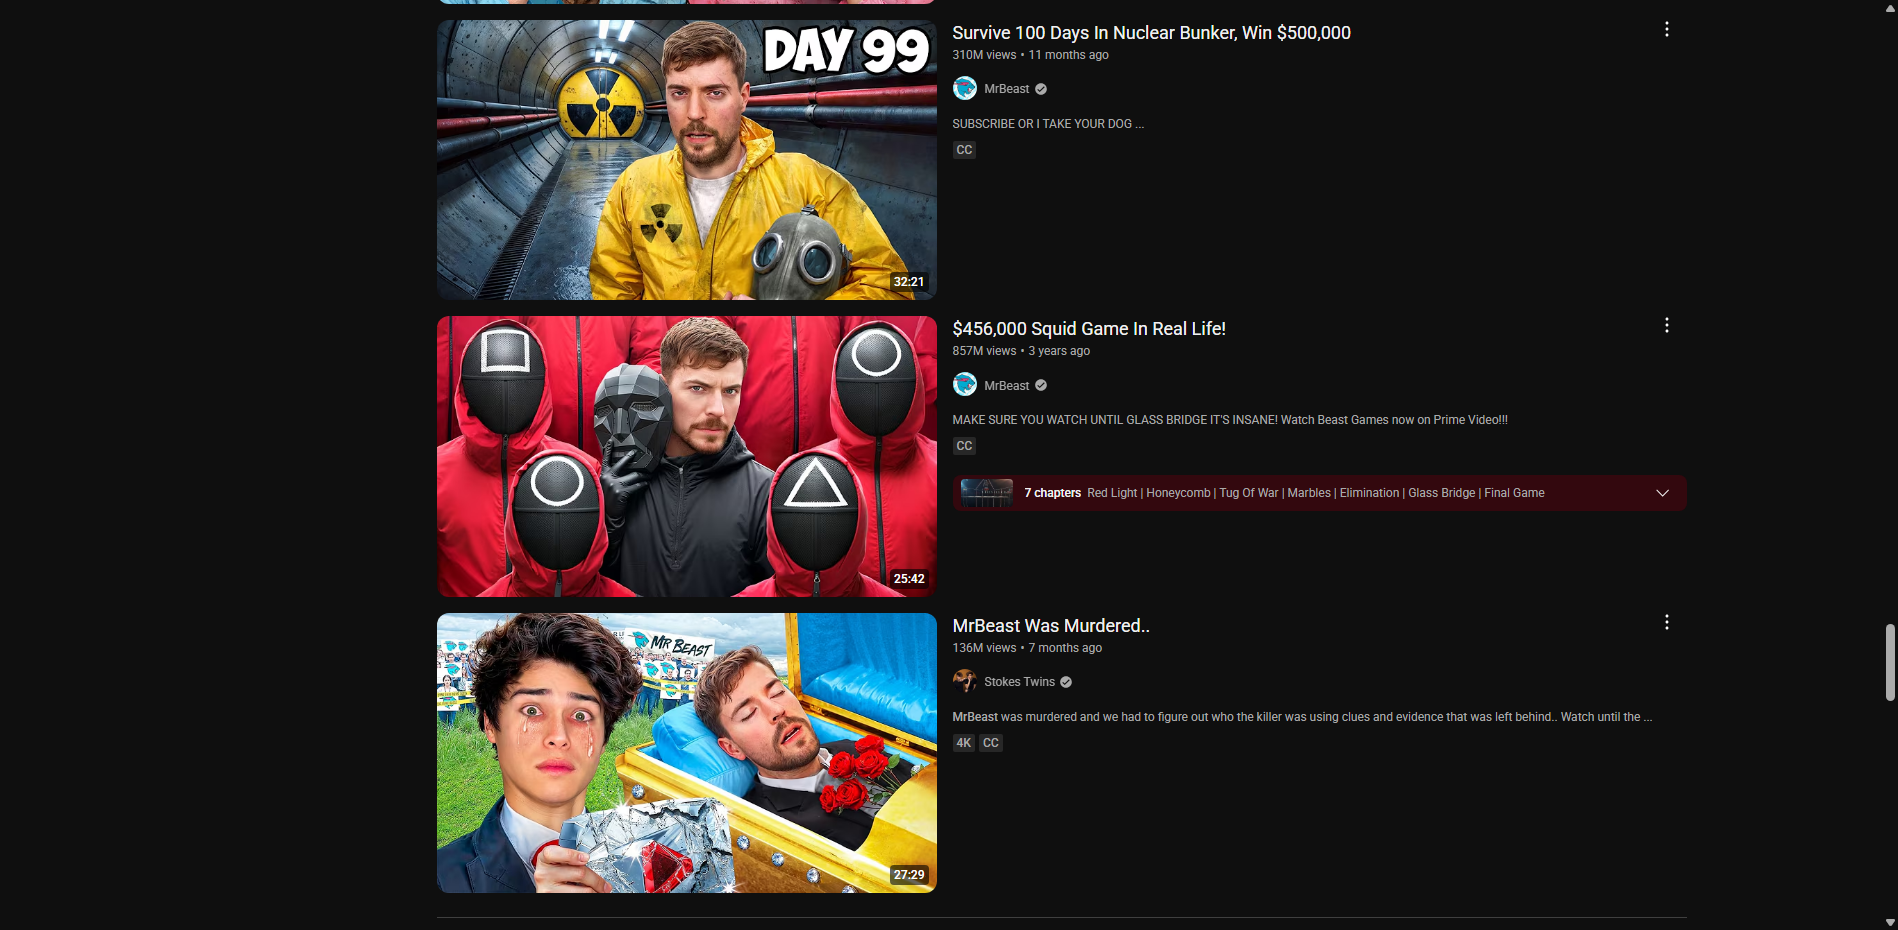 DAY 99
32:21
Survive 100 Days In Nuclear Bunker, Win $500,000
310M views • 11 months ago
MrBeast
SUBSCRIBE OR I TAKE YOUR DOG ...
CC
25:42
$456,000 Squid Game In Real Life!
857M views • 3 years ago
MrBeast
MAKE SURE YOU WATCH UNTIL GLASS BRIDGE IT'S INSANE! Watch Beast Games now on Prime Video!!!
CC
7 chapters Red Light | Honeycomb | Tug Of War | Marbles | Elimination | Glass Bridge | Final Game
MR BEAST
27:29
MrBeast Was Murdered..
136M views • 7 months ago
Stokes Twins
MrBeast was murdered and we had to figure out who the killer was using clues and evidence that was left behind.. Watch until the ...
4K CC